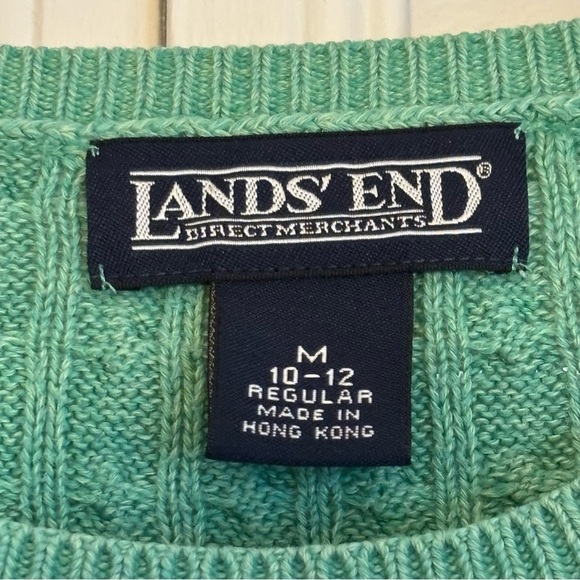 LANDS' END®
DIRECT MERCHANTS
M
10-12
REGULAR
MADE IN
HONG KONG